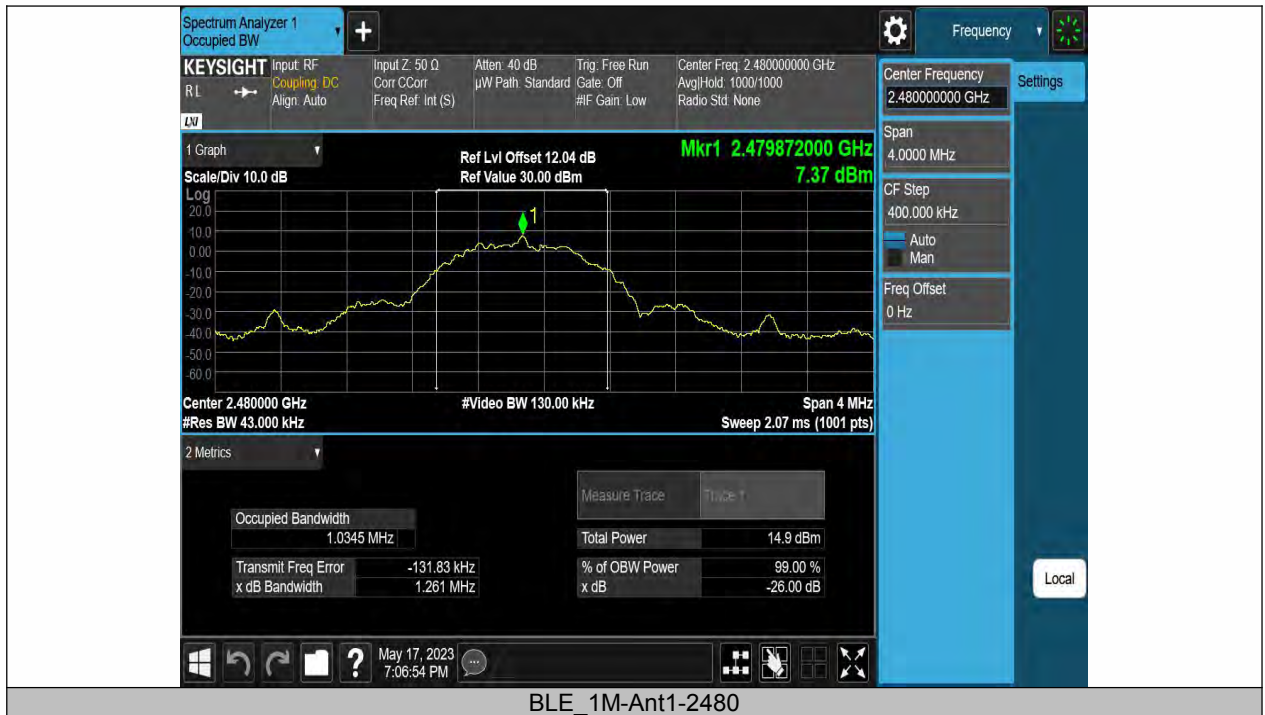 Spectrum Analyzer 1
Occupied BW
+
Frequency
KEYSIGHT
RL
LXI
Input: RF
Coupling: DC
Align: Auto
Input Z: 50 Ω
Corr CCorr
Freq Ref: Int (S)
Atten: 40 dB
µW Path: Standard
Trig: Free Run
Gate: Off
#IF Gain: Low
Center Freq: 2.480000000 GHz
Avg|Hold: 1000/1000
Radio Std: None
Center Frequency
2.480000000 GHz
Settings
Span
4.0000 MHz
CF Step
400.000 kHz
Auto
Man
Freq Offset
0 Hz
Local
1 Graph
Scale/Div 10.0 dB
Ref Lvl Offset 12.04 dB
Ref Value 30.00 dBm
Mkr1 2.479872000 GHz
7.37 dBm
Log
20.0
10.0
0.00
-10.0
-20.0
-30.0
-40.0
-50.0
-60.0
1
Center 2.480000 GHz
#Res BW 43.000 kHz
#Video BW 130.00 kHz
Span 4 MHz
Sweep 2.07 ms (1001 pts)
2 Metrics
Measure Trace
Trace 1
Occupied Bandwidth
1.0345 MHz
Total Power 14.9 dBm
Transmit Freq Error -131.83 kHz
% of OBW Power 99.00 %
x dB Bandwidth 1.261 MHz
x dB -26.00 dB
?
May 17, 2023
7:06:54 PM
BLE_1M-Ant1-2480